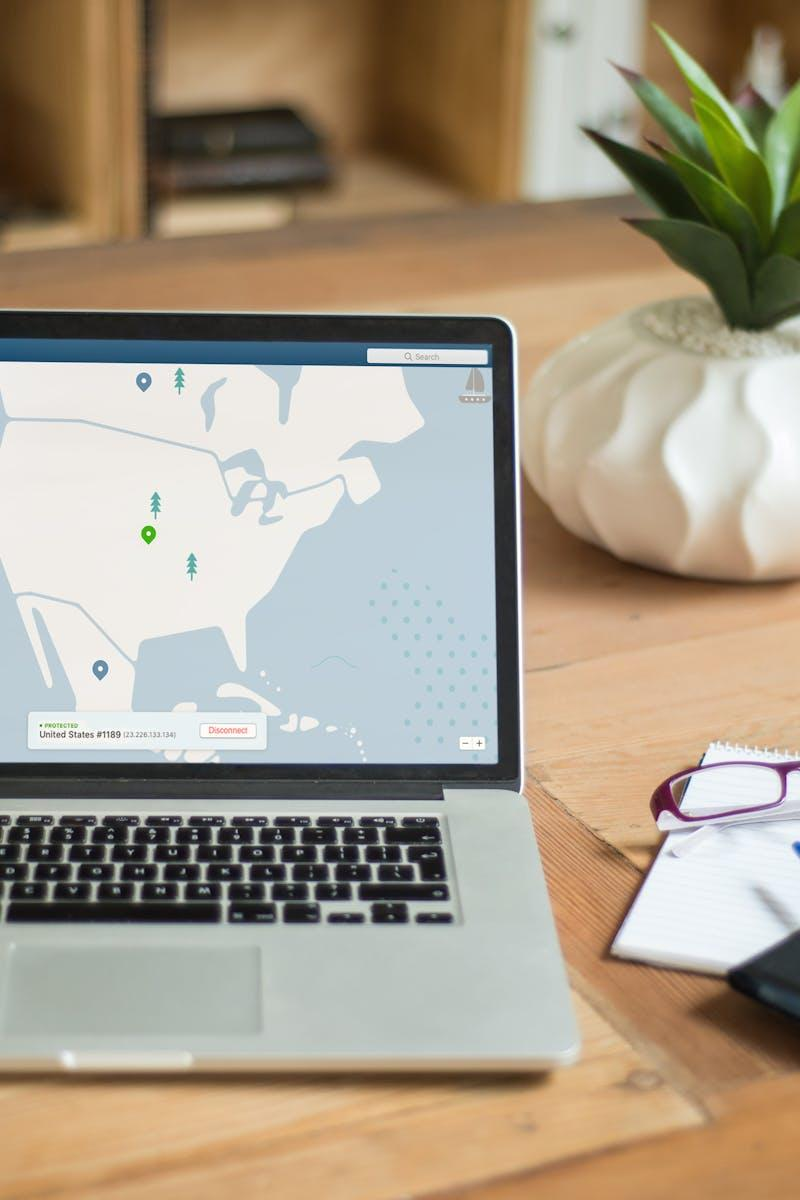 Search
PROTECTED
United States #1189 (23.226.133.134)
Disconnect
- +
T Y U I O P
D F G H J K L
C V B N M